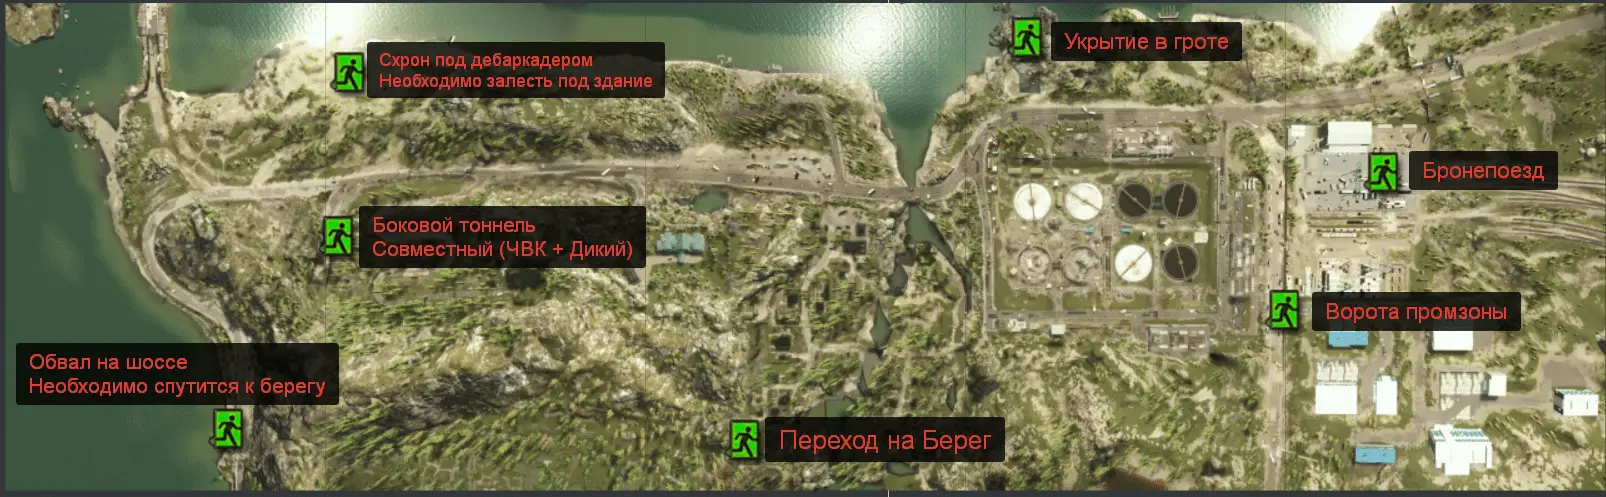 Укрытие в гроте
Схрон под дебаркадером
Необходимо залесть под здание
Бронепоезд
Боковой тоннель
Совместный (ЧВК + Дикий)
Ворота промзоны
Обвал на шоссе
Необходимо спутится к берегу
Переход на Берег